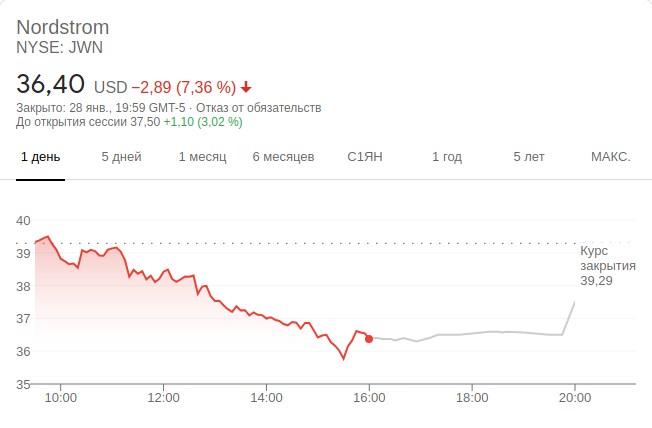 Nordstrom
NYSE: JWN
36,40 USD −2,89 (7,36 %)
Закрыто: 28 янв., 19:59 GMT-5 · Отказ от обязательств
До открытия сессии 37,50 +1,10 (3,02 %)
1 день 5 дней 1 месяц 6 месяцев С1ЯН 1 год 5 лет МАКС.
40
39
38
37
36
35
Курс
закрытия
39,29
10:00 12:00 14:00 16:00 18:00 20:00